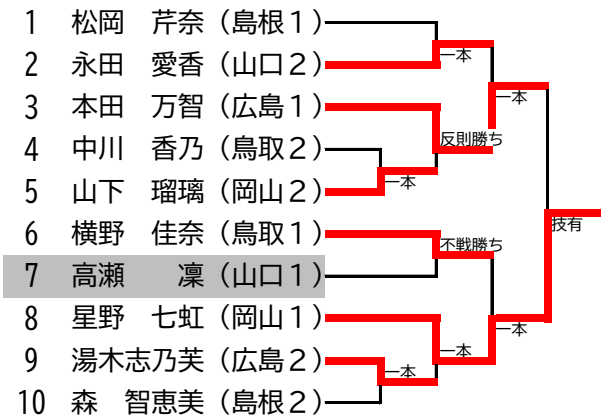 1 松岡 芹奈（島根１）
2 永田 愛香（山口２）
一本
3 本田 万智（広島１）
一本
4 中川 香乃（鳥取２）
反則勝ち
5 山下 瑠璃（岡山２）
一本
6 横野 佳奈（鳥取１）
技有
不戦勝ち
7 高瀬 凜（山口１）
8 星野 七虹（岡山１）
一本
9 湯木志乃芙（広島２）
一本
一本
10 森 智恵美（島根２）